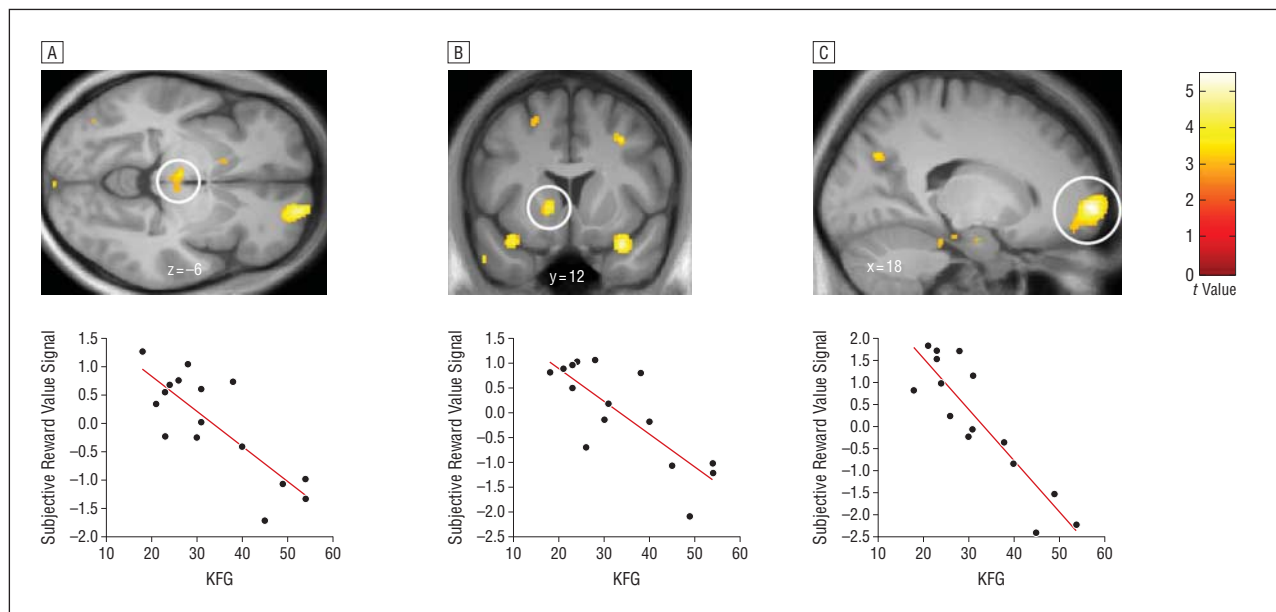 A
B
C
z=–6
y=12
x=18
5
4
3
2
1
0
t Value
1.5
1.0
0.5
0.0
–0.5
–1.0
–1.5
–2.0
Subjective Reward Value Signal
10 20 30 40 50 60
KFG
1.5
1.0
0.5
0.0
–0.5
–1.0
–1.5
–2.0
–2.5
Subjective Reward Value Signal
10 20 30 40 50 60
KFG
2.0
1.5
1.0
0.5
0.0
–0.5
–1.0
–1.5
–2.0
–2.5
Subjective Reward Value Signal
10 20 30 40 50 60
KFG